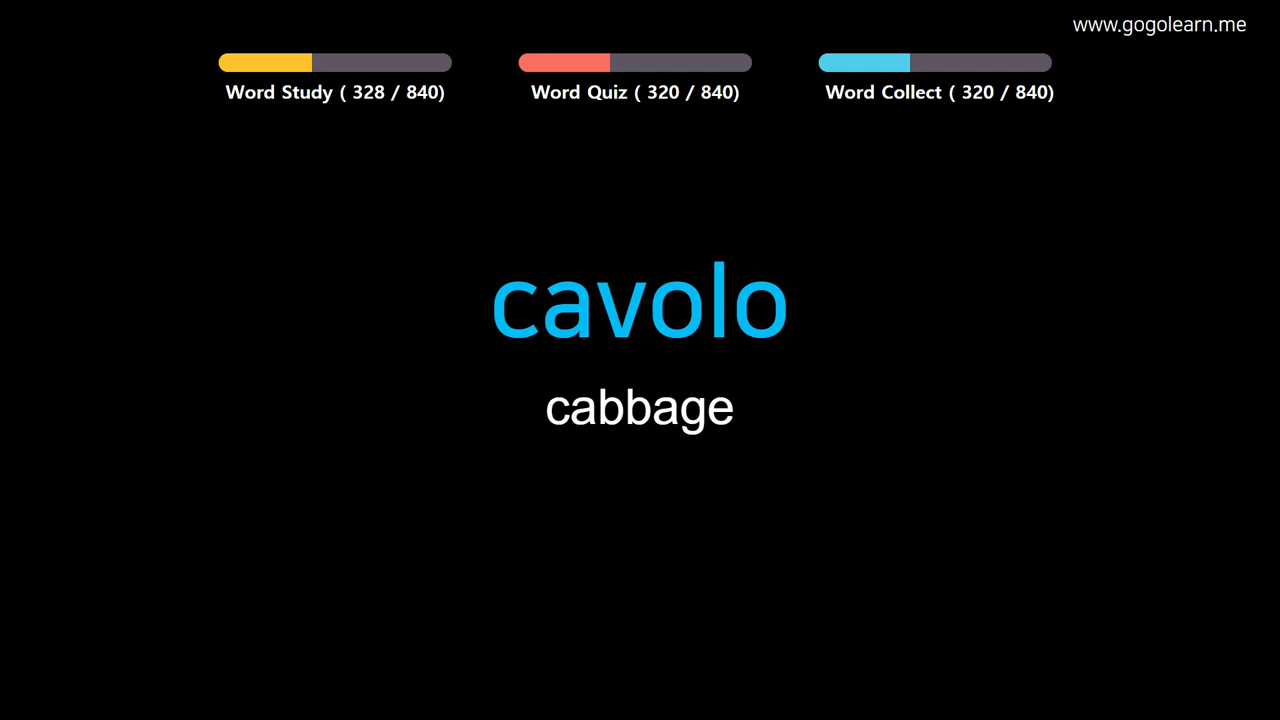 www.gogolearn.me
Word Study ( 328 / 840)
Word Quiz ( 320 / 840)
Word Collect ( 320 / 840)
cavolo
cabbage